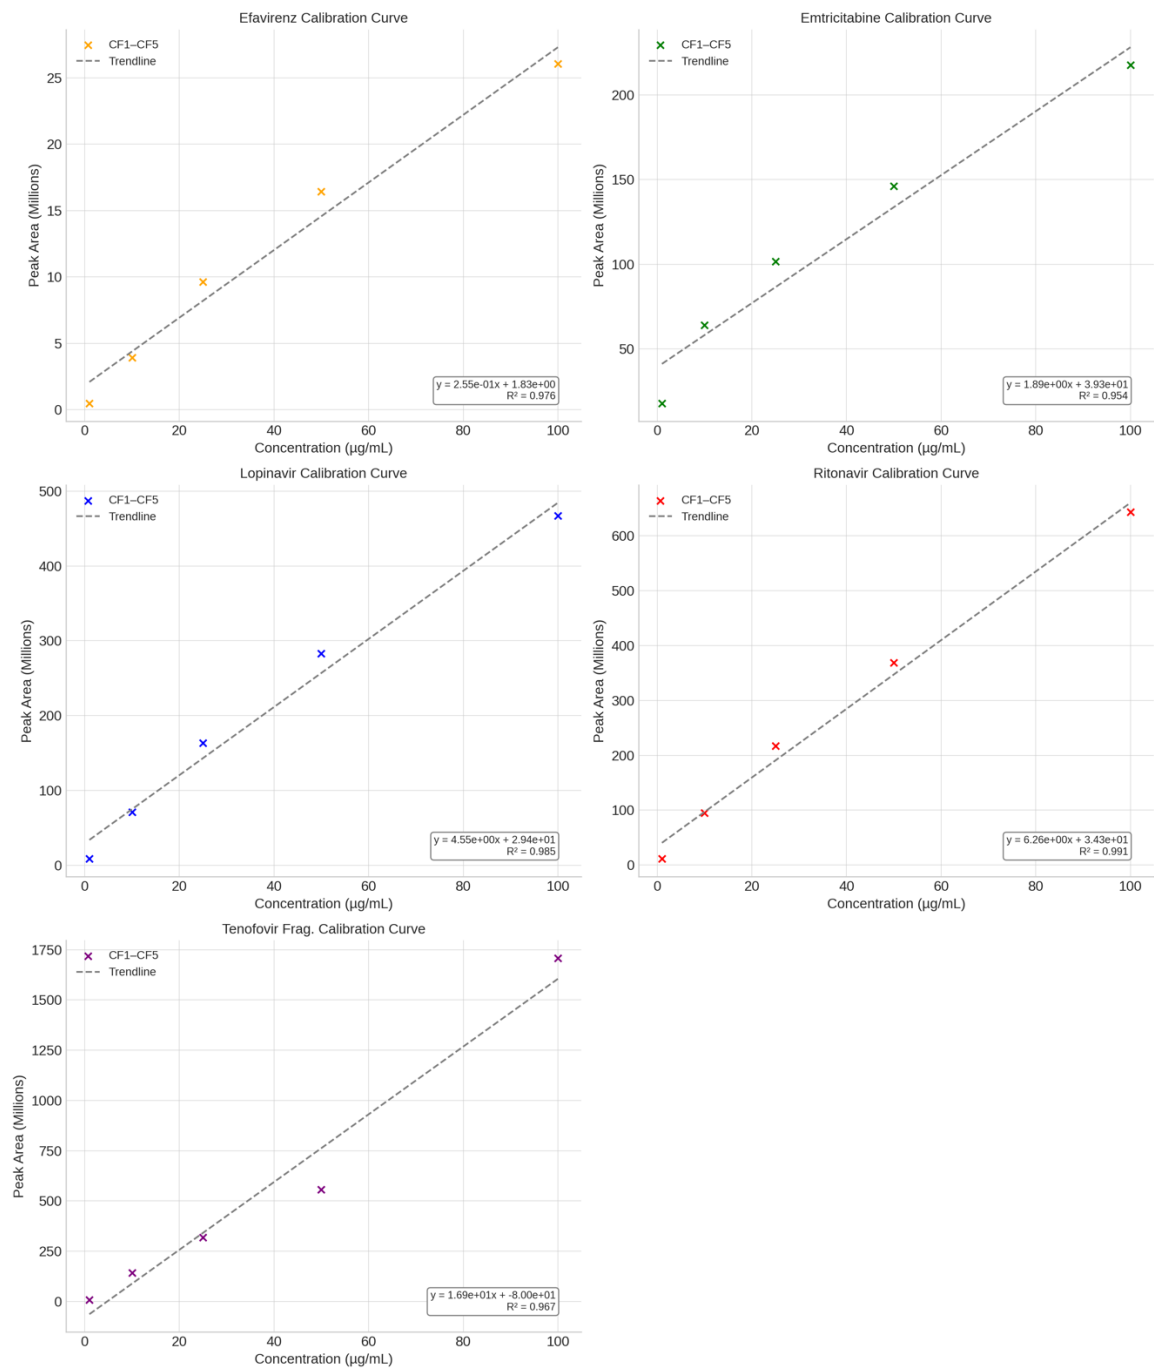 Efavirenz Calibration Curve
CF1–CF5
Trendline
25
20
15
10
5
0
Peak Area (Millions)
y = 2.55e-01x + 1.83e+00
R² = 0.976
0 20 40 60 80 100
Concentration (µg/mL)
Emtricitabine Calibration Curve
CF1–CF5
Trendline
200
150
100
50
Peak Area (Millions)
y = 1.89e+00x + 3.93e+01
R² = 0.954
0 20 40 60 80 100
Concentration (µg/mL)
Lopinavir Calibration Curve
CF1–CF5
Trendline
500
400
300
200
100
0
Peak Area (Millions)
y = 4.55e+00x + 2.94e+01
R² = 0.985
0 20 40 60 80 100
Concentration (µg/mL)
Ritonavir Calibration Curve
CF1–CF5
Trendline
600
500
400
300
200
100
0
Peak Area (Millions)
y = 6.26e+00x + 3.43e+01
R² = 0.991
0 20 40 60 80 100
Concentration (µg/mL)
Tenofovir Frag. Calibration Curve
CF1–CF5
Trendline
1750
1500
1250
1000
750
500
250
0
Peak Area (Millions)
y = 1.69e+01x + -8.00e+01
R² = 0.967
0 20 40 60 80 100
Concentration (µg/mL)